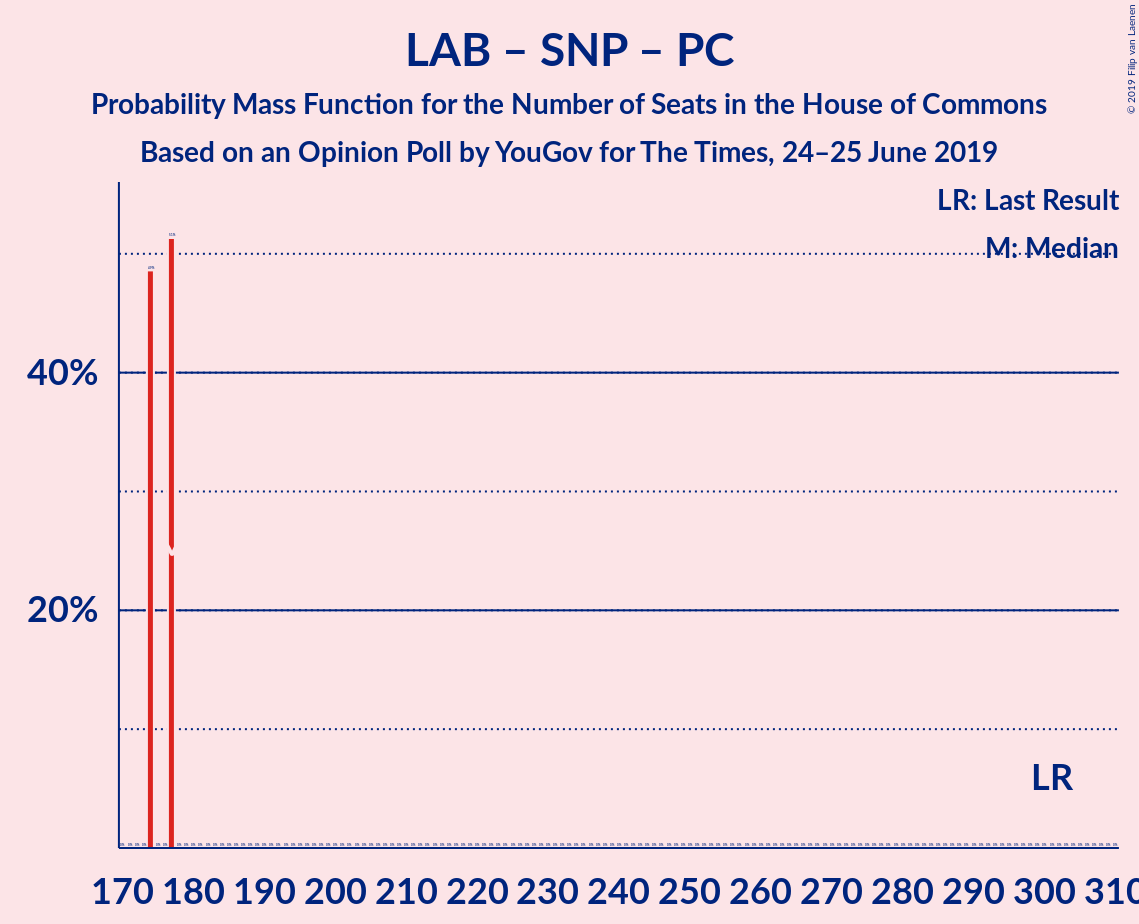 LAB – SNP – PC
Probability Mass Function for the Number of Seats in the House of Commons
Based on an Opinion Poll by YouGov for The Times, 24–25 June 2019
© 2019 Filip van Laenen
LR: Last Result
M: Median
40%
20%
LR
170 180 190 200 210 220 230 240 250 260 270 280 290 300 310